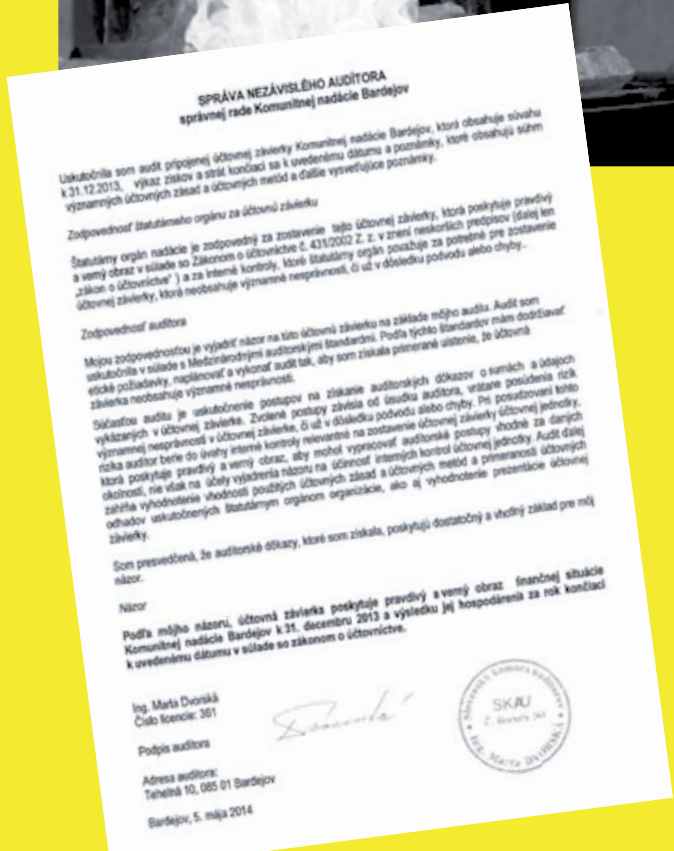 SPRÁVA NEZÁVISLÉHO AUDÍTORA
správnej rade Komunitnej nadácie Bardejov
Uskutočnila som audit pripojenej účtovnej závierky Komunitnej nadácie Bardejov, ktorá obsahuje súvahu
k 31.12.2013, výkaz ziskov a strát končiaci sa k uvedenému dátumu a poznámky, ktoré obsahujú súhrn
významných účtovných zásad a účtovných metód a ďalšie vysvetľujúce poznámky.
Zodpovednosť štatutárneho orgánu za účtovnú závierku
Štatutárny orgán nadácie je zodpovedný za zostavenie tejto účtovnej závierky, ktorá poskytuje pravdivý
a verný obraz v súlade so Zákonom o účtovníctve č. 431/2002 Z. z. v znení neskorších predpisov (ďalej len
„zákon o účtovníctve“ ) a za interné kontroly, ktoré štatutárny orgán považuje za potrebné pre zostavenie
účtovnej závierky, ktorá neobsahuje významné nesprávnosti, či už v dôsledku podvodu alebo chyby..
Zodpovednosť audítora
Mojou zodpovednosťou je vyjadriť názor na túto účtovnú závierku na základe môjho auditu. Audit som
uskutočnila v súlade s Medzinárodnými audítorskými štandardmi. Podľa týchto štandardov mám dodržiavať
etické požiadavky, naplánovať a vykonať audit tak, aby som získala primerané uistenie, že účtovná
závierka neobsahuje významné nesprávnosti.
Súčasťou auditu je uskutočnenie postupov na získanie audítorských dôkazov o sumách a údajoch
vykázaných v účtovnej závierke. Zvolené postupy závisia od úsudku audítora, vrátane posúdenia rizík
významnej nesprávnosti v účtovnej závierke, či už v dôsledku podvodu alebo chyby. Pri posudzovaní tohto
rizika audítor berie do úvahy interné kontroly relevantné na zostavenie účtovnej závierky účtovnej jednotky,
ktorá poskytuje pravdivý a verný obraz, aby mohol vypracovať audítorské postupy vhodné za daných
okolností, nie však na účely vyjadrenia názoru na účinnosť interných kontrol účtovnej jednotky. Audit ďalej
zahŕňa vyhodnotenie vhodnosti použitých účtovných zásad a účtovných metód a primeranosti účtovných
odhadov uskutočnených štatutárnym orgánom organizácie, ako aj vyhodnotenie prezentácie účtovnej
závierky.
Som presvedčená, že audítorské dôkazy, ktoré som získala, poskytujú dostatočný a vhodný základ pre môj
názor.
Názor
Podľa môjho názoru, účtovná závierka poskytuje pravdivý a verný obraz finančnej situácie
Komunitnej nadácie Bardejov k 31. decembru 2013 a výsledku jej hospodárenia za rok končiaci
k uvedenému dátumu v súlade so zákonom o účtovníctve.
Ing. Marta Dvorská
Číslo licencie: 361
Podpis audítora
Adresa audítora:
Tehelná 10, 085 01 Bardejov
Bardejov, 5. mája 2014
Slovenská komora audítorov
SKAU
Ing. Marta DVORSKÁ